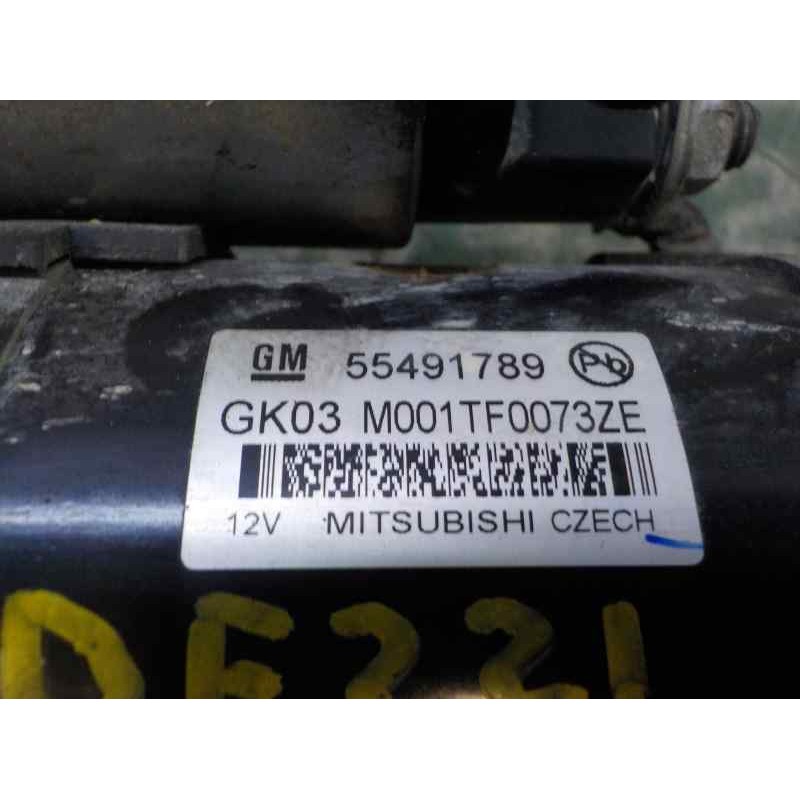 GM 55491789 Pb
GK03 M001TF0073ZE
12V MITSUBISHI CZECH
DF221